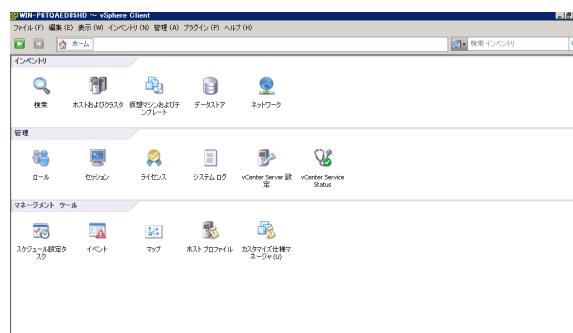 WIN-P6TQAED85HD ～ vSphere Client
ファイル(F) 編集(E) 表示(W) インベントリ(N) 管理(A) プラグイン(P) ヘルプ(H)
ホーム
検索 インベントリ
インベントリ
検索
ホストおよびクラスタ
仮想マシンおよびテ
ンプレート
データストア
ネットワーク
管理
ロール
セッション
ライセンス
システム ログ
vCenter Server 設
定
vCenter Service
Status
マネージメント ツール
スケジュール設定タ
スク
イベント
マップ
ホスト プロファイル
カスタマイズ仕様マ
ネージャ(U)